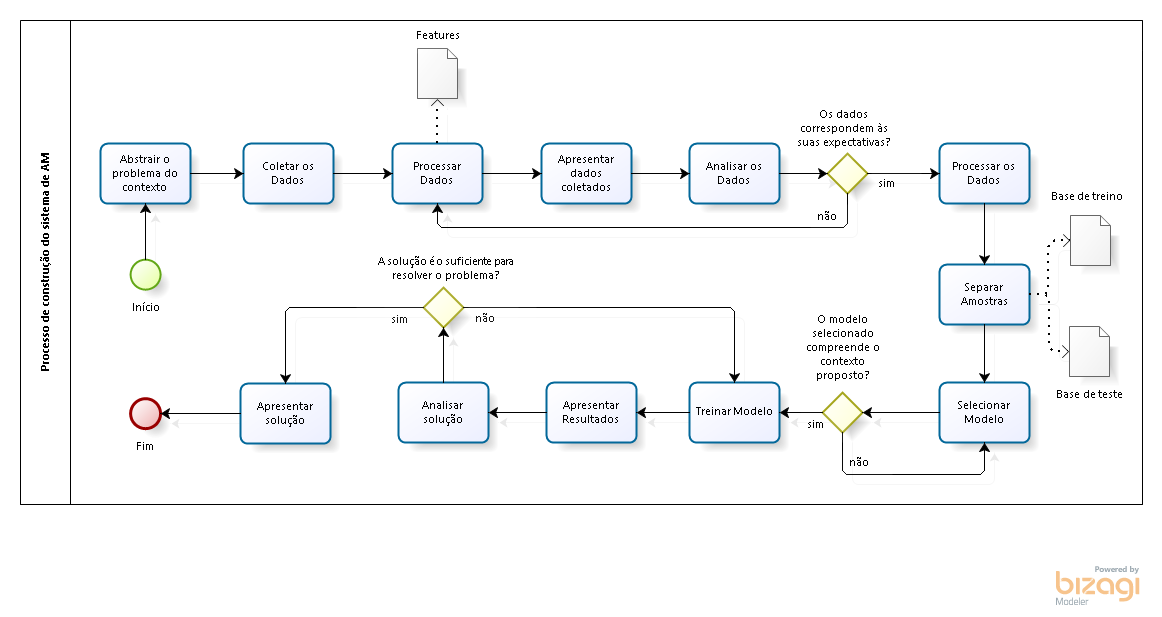 Processo de construção do sistema de AM
Features
Os dados
correspondem às
suas expectativas?
Abstrair o
problema do
contexto
Coletar os
Dados
Processar
Dados
Apresentar
dados
coletados
Analisar os
Dados
sim
Processar os
Dados
não
Base de treino
Início
A solução é o suficiente para
resolver o problema?
Separar
Amostras
sim
não
O modelo
selecionado
compreende o
contexto
proposto?
Base de teste
Apresentar
solução
Analisar
solução
Apresentar
Resultados
Treinar Modelo
sim
Selecionar
Modelo
Fim
não
Powered by
bizagi
Modeler